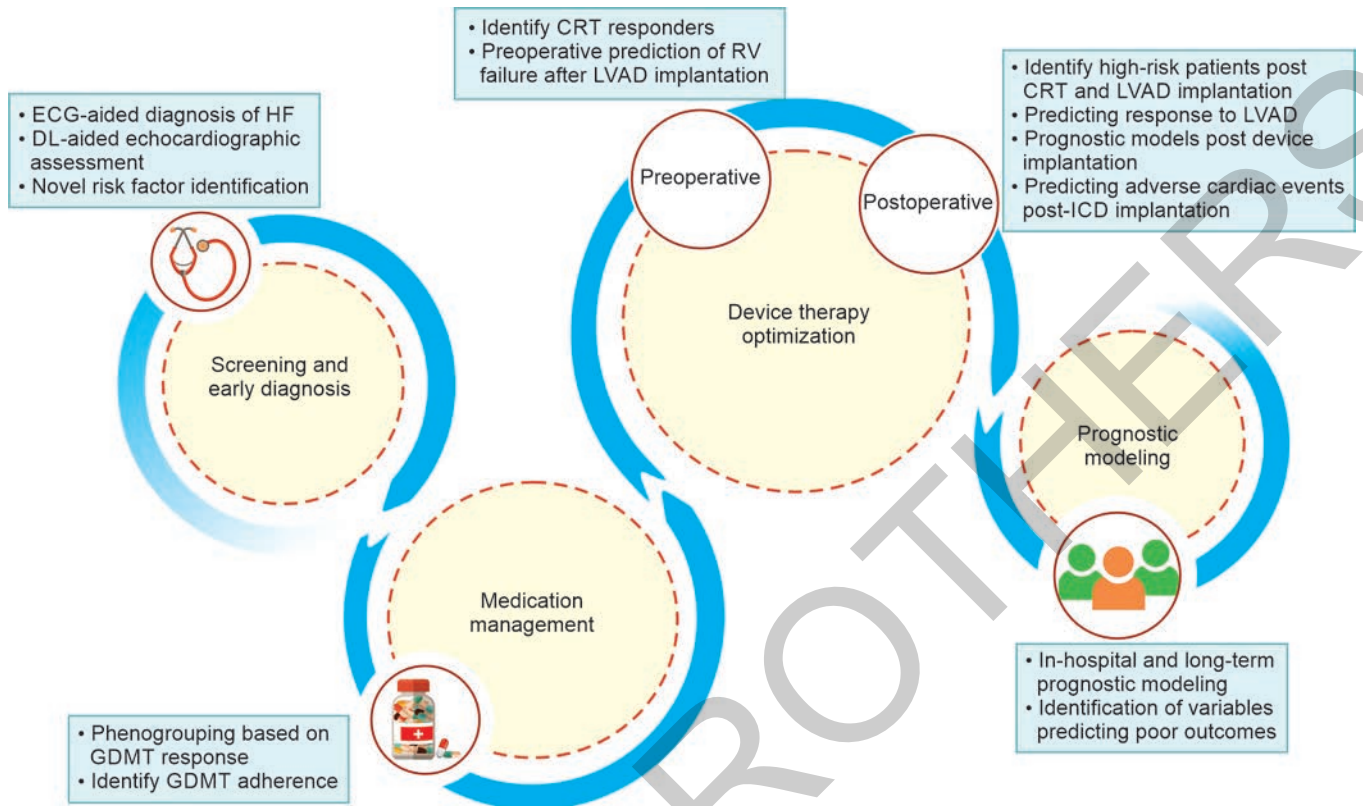 • ECG-aided diagnosis of HF
• DL-aided echocardiographic
assessment
• Novel risk factor identification
Screening and
early diagnosis
• Phenogrouping based on
GDMT response
• Identify GDMT adherence
Medication
management
• Identify CRT responders
• Preoperative prediction of RV
failure after LVAD implantation
Preoperative
Postoperative
Device therapy
optimization
• Identify high-risk patients post
CRT and LVAD implantation
• Predicting response to LVAD
• Prognostic models post device
implantation
• Predicting adverse cardiac events
post-ICD implantation
Prognostic
modeling
• In-hospital and long-term
prognostic modeling
• Identification of variables
predicting poor outcomes
ROTHERS